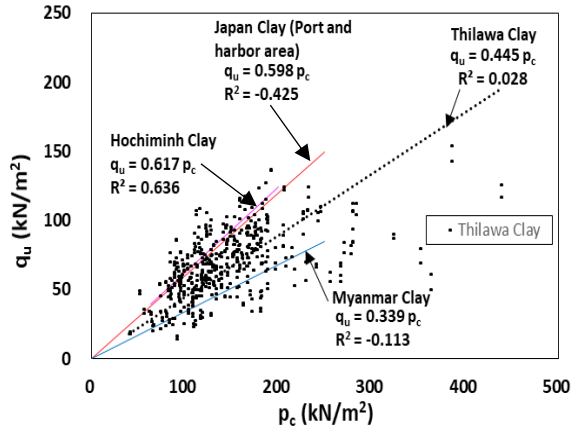 250
200
150
100
50
0
qu (kN/m²)
Japan Clay (Port and
harbor area)
qu = 0.598 pc
R² = -0.425
Thilawa Clay
qu = 0.445 pc
R² = 0.028
Hochiminh Clay
qu = 0.617 pc
R² = 0.636
Thilawa Clay
Myanmar Clay
qu = 0.339 pc
R² = -0.113
0 100 200 300 400 500
pc (kN/m²)